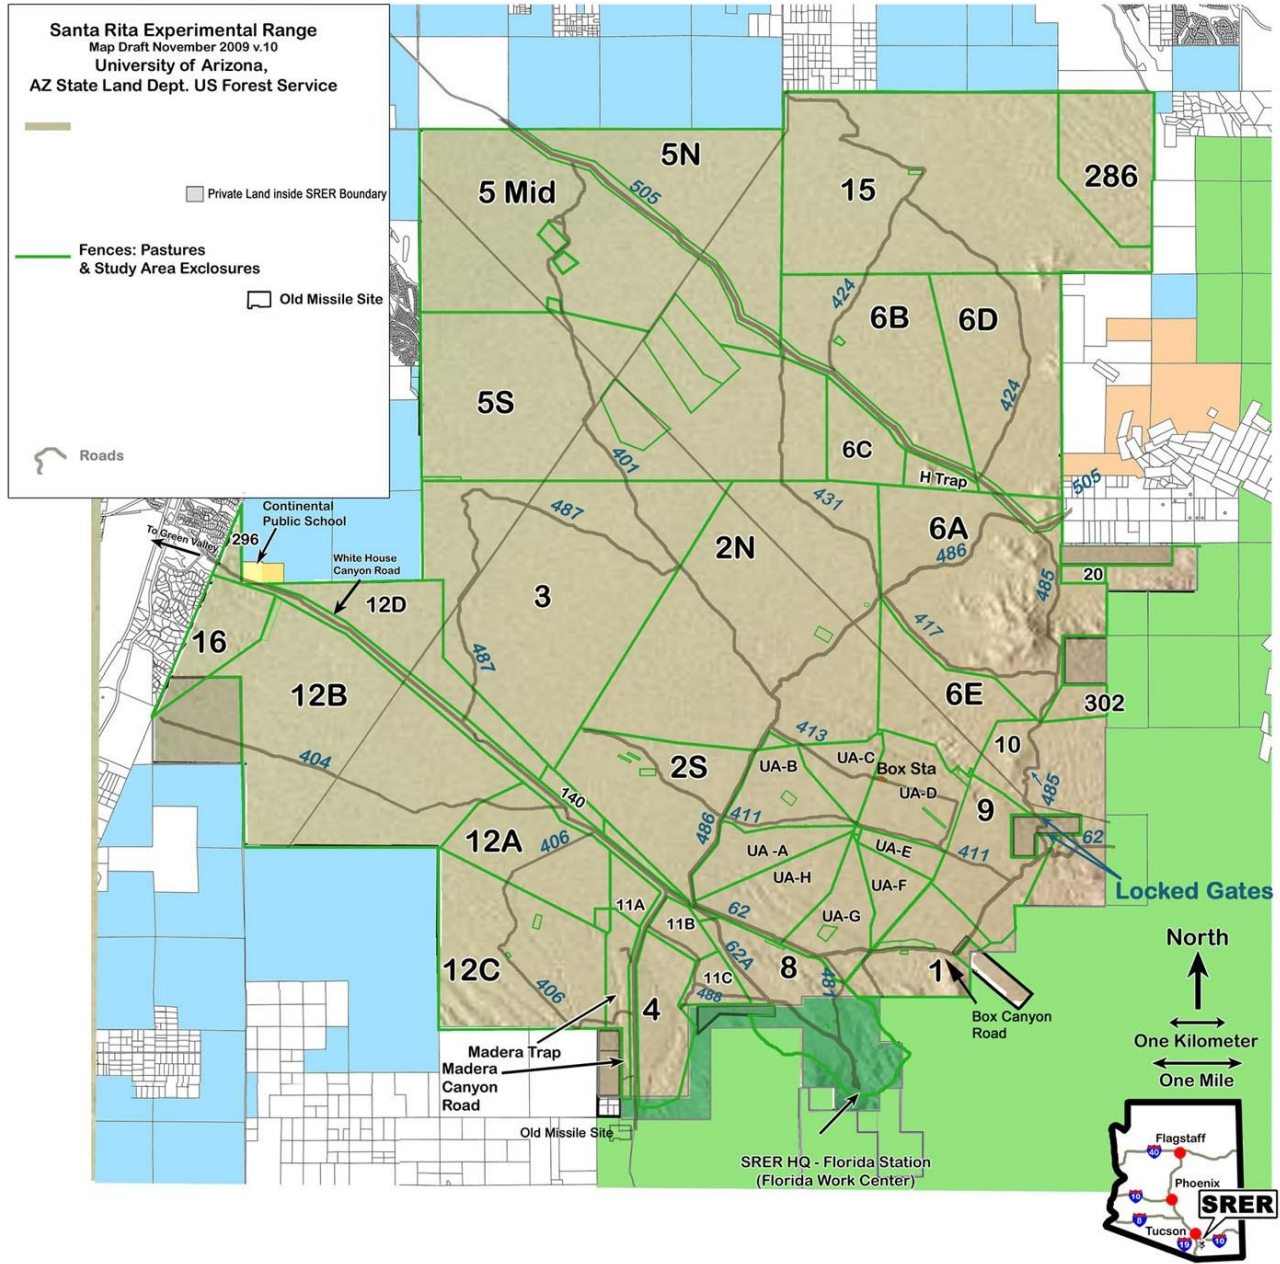 Santa Rita Experimental Range
Map Draft November 2009 v.10
University of Arizona,
AZ State Land Dept. US Forest Service
Private Land inside SRER Boundary
Fences: Pastures
& Study Area Exclosures
Old Missile Site
Roads
5N
5 Mid
505
15
286
424
6B
6D
5S
424
6C
401
H Trap
505
487
431
Continental
Public School
To Green Valley
296
6A
2N
486
White House
Canyon Road
20
485
12D
3
16
417
487
12B
6E
302
413
10
404
2S
UA-B
UA-C
Box Sta
UA-D
485
140
9
411
486
62
12A
406
UA -A
UA-E
411
UA-H
UA-F
Locked Gates
11A
62
11B
UA-G
North
62A
12C
11C
8
481
1
406
488
4
Box Canyon
Road
One Kilometer
Madera Trap
Madera
Canyon
Road
One Mile
Old Missile Site
SRER HQ - Florida Station
(Florida Work Center)
Flagstaff
40
Phoenix
10
SRER
8
Tucson
19
10